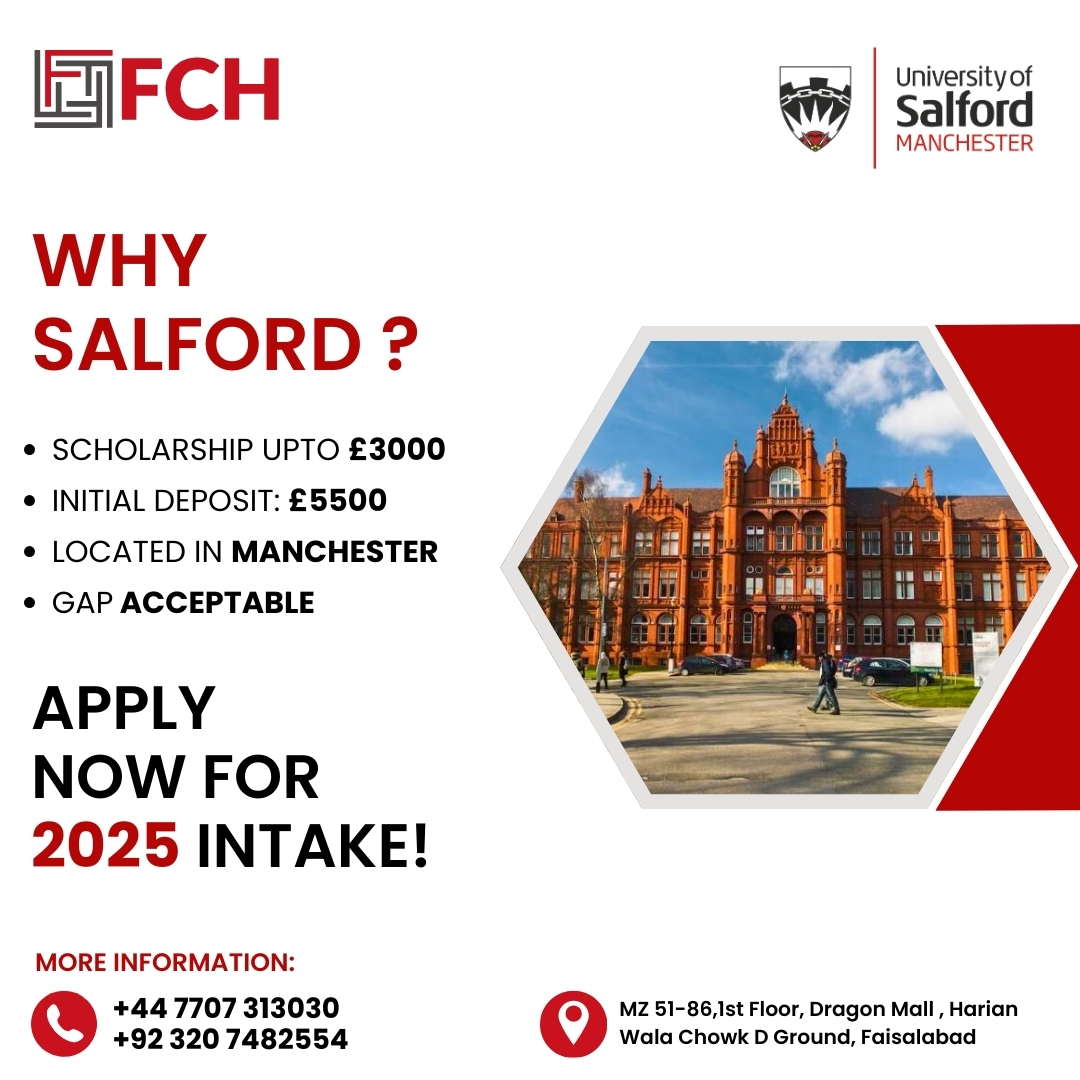 FCH
University of
Salford
MANCHESTER
WHY
SALFORD ?
SCHOLARSHIP UPTO £3000
INITIAL DEPOSIT: £5500
LOCATED IN MANCHESTER
GAP ACCEPTABLE
APPLY
NOW FOR
2025 INTAKE!
MORE INFORMATION:
+44 7707 313030
+92 320 7482554
MZ 51-86,1st Floor, Dragon Mall , Harian
Wala Chowk D Ground, Faisalabad